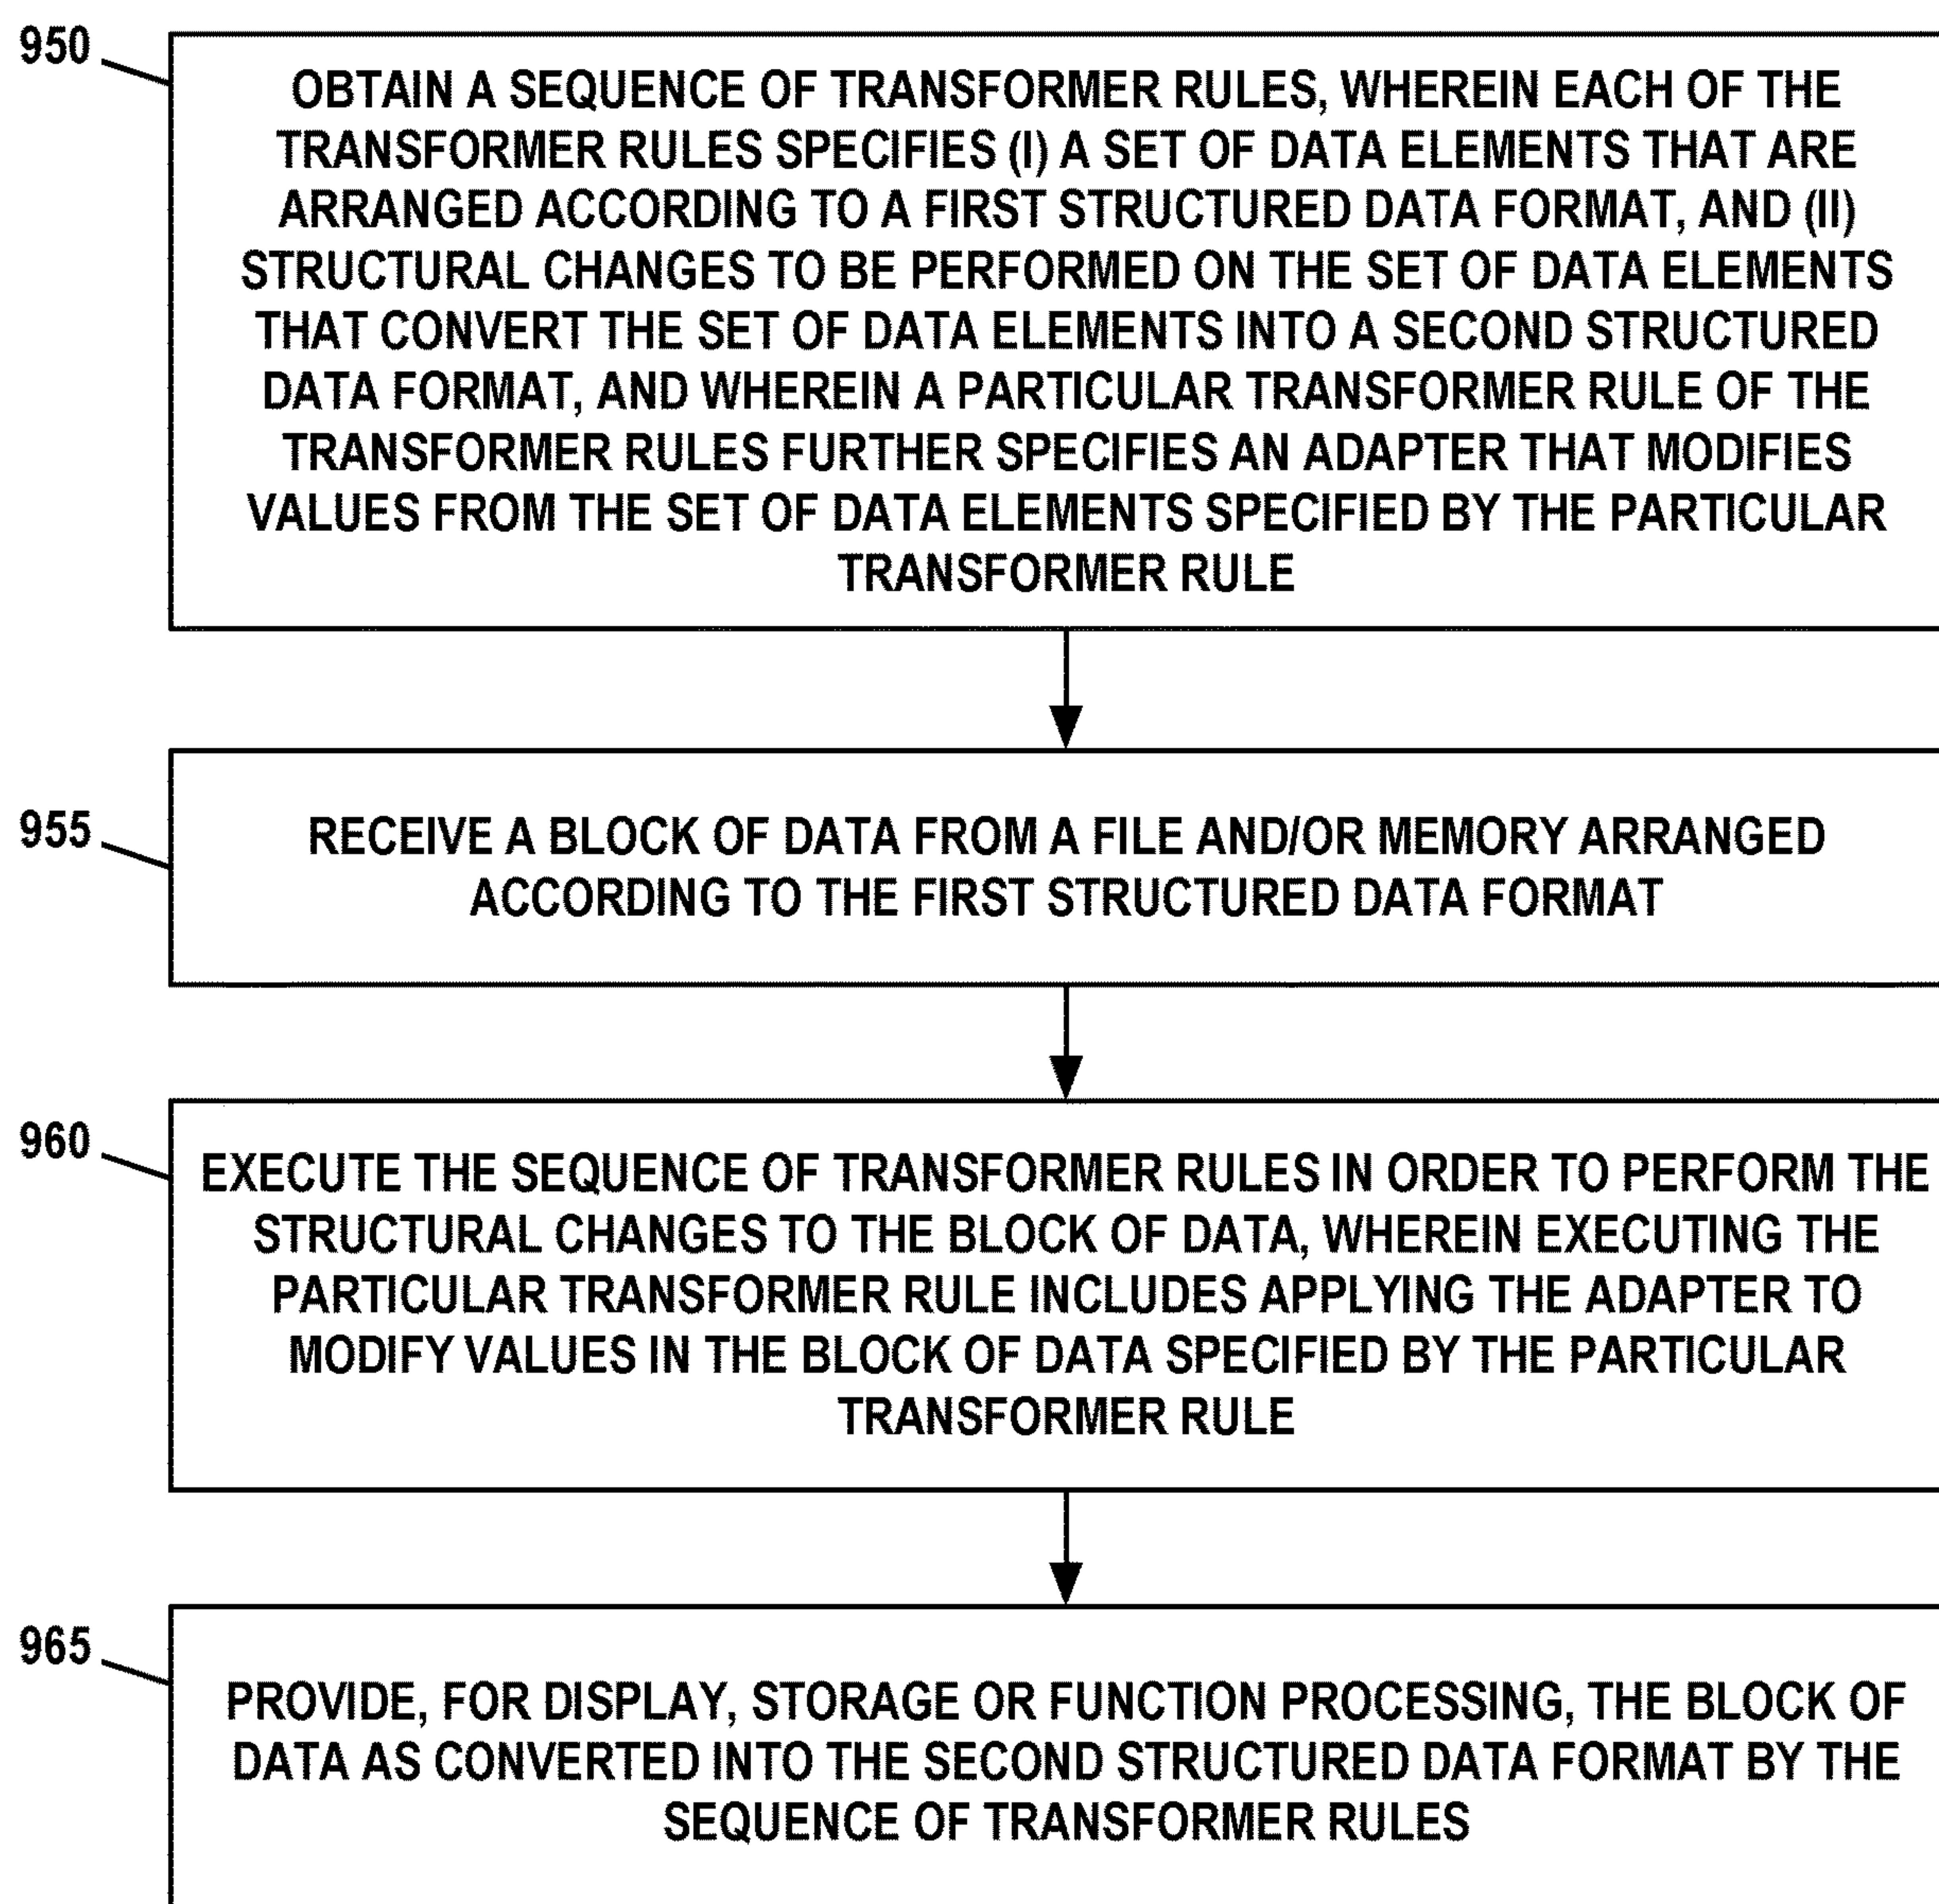 950
OBTAIN A SEQUENCE OF TRANSFORMER RULES, WHEREIN EACH OF THE
TRANSFORMER RULES SPECIFIES (I) A SET OF DATA ELEMENTS THAT ARE
ARRANGED ACCORDING TO A FIRST STRUCTURED DATA FORMAT, AND (II)
STRUCTURAL CHANGES TO BE PERFORMED ON THE SET OF DATA ELEMENTS
THAT CONVERT THE SET OF DATA ELEMENTS INTO A SECOND STRUCTURED
DATA FORMAT, AND WHEREIN A PARTICULAR TRANSFORMER RULE OF THE
TRANSFORMER RULES FURTHER SPECIFIES AN ADAPTER THAT MODIFIES
VALUES FROM THE SET OF DATA ELEMENTS SPECIFIED BY THE PARTICULAR
TRANSFORMER RULE
955
RECEIVE A BLOCK OF DATA FROM A FILE AND/OR MEMORY ARRANGED
ACCORDING TO THE FIRST STRUCTURED DATA FORMAT
960
EXECUTE THE SEQUENCE OF TRANSFORMER RULES IN ORDER TO PERFORM THE
STRUCTURAL CHANGES TO THE BLOCK OF DATA, WHEREIN EXECUTING THE
PARTICULAR TRANSFORMER RULE INCLUDES APPLYING THE ADAPTER TO
MODIFY VALUES IN THE BLOCK OF DATA SPECIFIED BY THE PARTICULAR
TRANSFORMER RULE
965
PROVIDE, FOR DISPLAY, STORAGE OR FUNCTION PROCESSING, THE BLOCK OF
DATA AS CONVERTED INTO THE SECOND STRUCTURED DATA FORMAT BY THE
SEQUENCE OF TRANSFORMER RULES